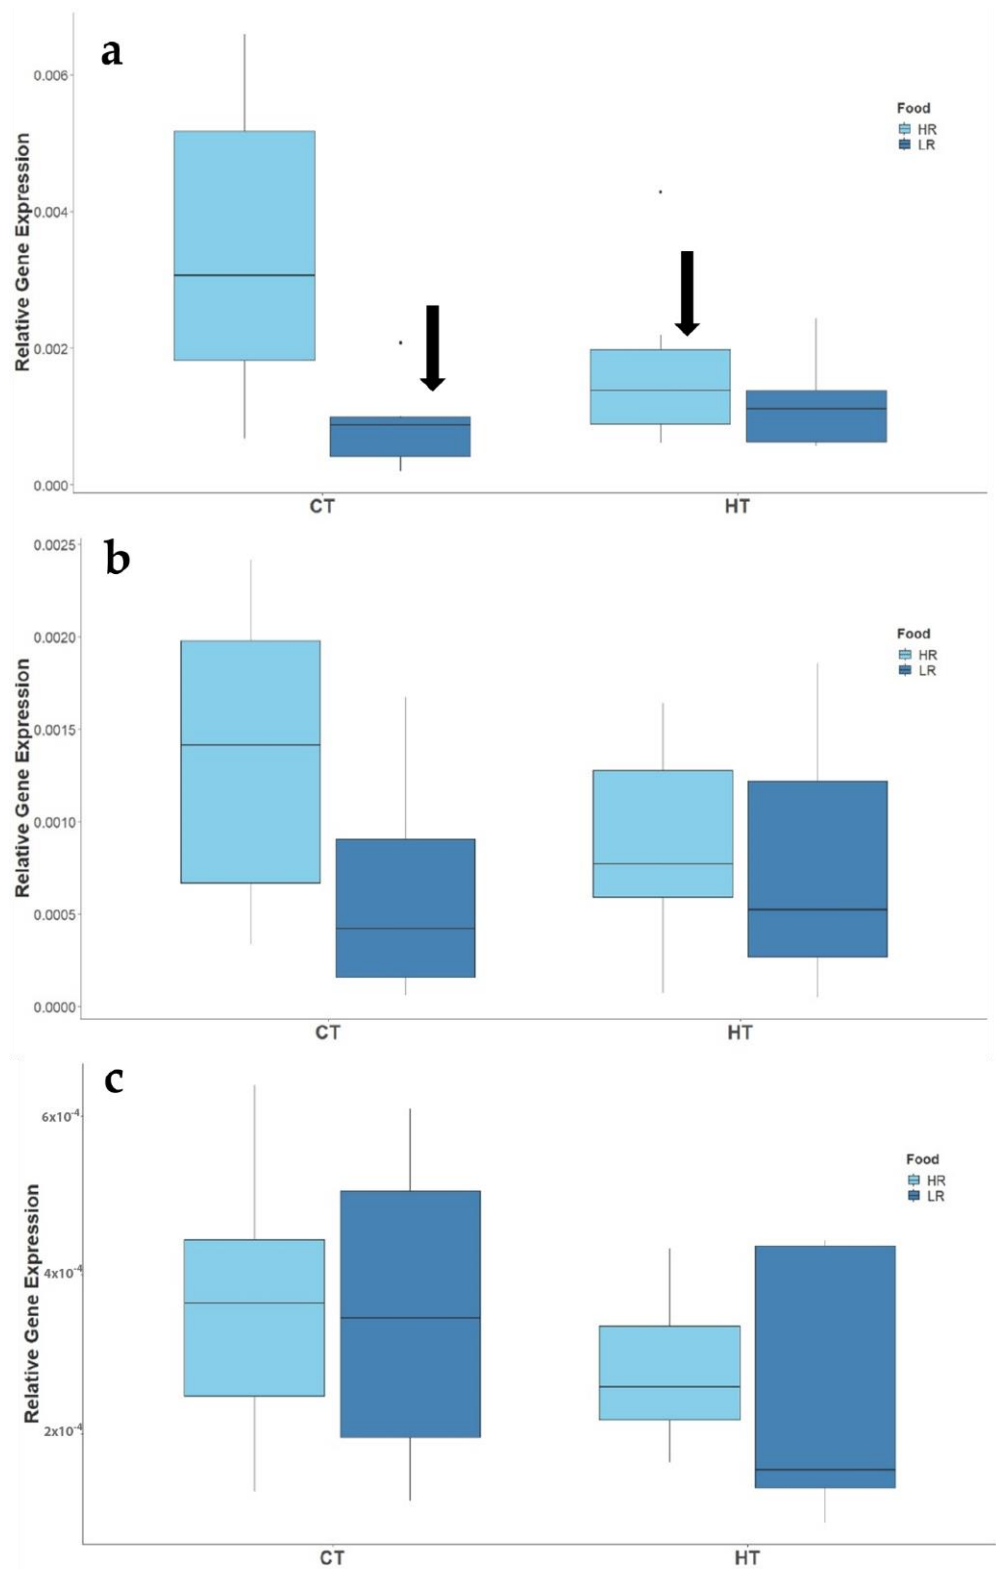 a
0.006
0.004
0.002
0.000
Relative Gene Expression
Food
HR
LR
CT HT
b
0.0025
0.0020
0.0015
0.0010
0.0005
0.0000
Relative Gene Expression
Food
HR
LR
CT HT
c
6x10⁻⁴
4x10⁻⁴
2x10⁻⁴
Relative Gene Expression
Food
HR
LR
CT HT